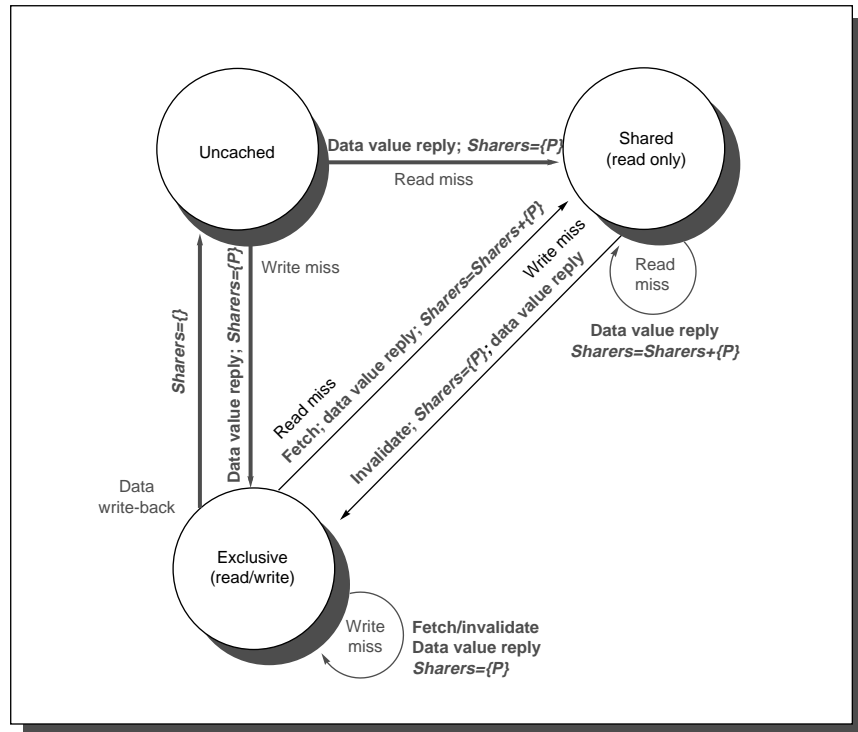 Uncached
Data value reply; Sharers={P}
Read miss
Shared
(read only)
Write miss
Data value reply; Sharers={P}
Sharers={}
Data
write-back
Read miss
Fetch; data value reply; Sharers=Sharers+{P}
Write miss
Invalidate; Sharers={P}; data value reply
Read
miss
Data value reply
Sharers=Sharers+{P}
Exclusive
(read/write)
Write
miss
Fetch/invalidate
Data value reply
Sharers={P}